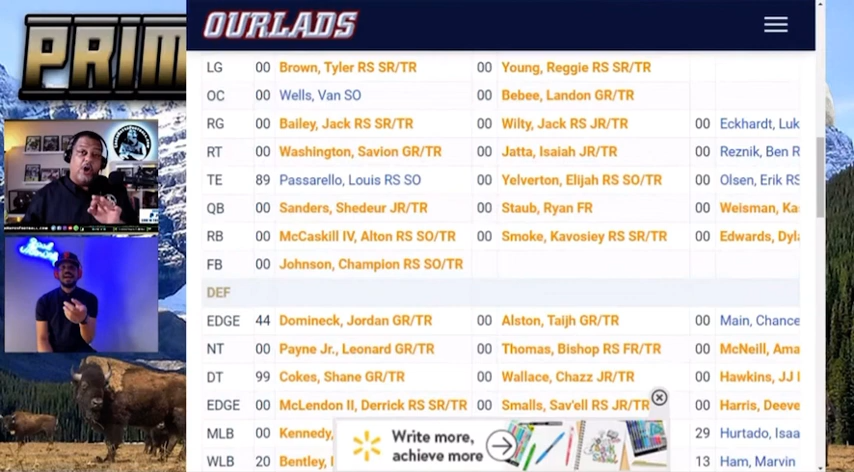 PRIM
OURLADS
LG 00 Brown, Tyler RS SR/TR 00 Young, Reggie RS SR/TR
OC 00 Wells, Van SO 00 Bebee, Landon GR/TR
RG 00 Bailey, Jack RS SR/TR 00 Wilty, Jack RS JR/TR 00 Eckhardt, Luk
RT 00 Washington, Savion GR/TR 00 Jatta, Isaiah JR/TR 00 Reznik, Ben R
TE 89 Passarello, Louis RS SO 00 Yelverton, Elijah RS SO/TR 00 Olsen, Erik RS
QB 00 Sanders, Shedeur JR/TR 00 Staub, Ryan FR 00 Weisman, Ka
RB 00 McCaskill IV, Alton RS SO/TR 00 Smoke, Kavosiey RS SR/TR 00 Edwards, Dyla
FB 00 Johnson, Champion RS SO/TR
DEF
EDGE 44 Domineck, Jordan GR/TR 00 Alston, Taijh GR/TR 00 Main, Chance
NT 00 Payne Jr., Leonard GR/TR 00 Thomas, Bishop RS FR/TR 00 McNeill, Ama
DT 99 Cokes, Shane GR/TR 00 Wallace, Chazz JR/TR 00 Hawkins, JJ
EDGE 00 McLendon II, Derrick RS SR/TR 00 Smalls, Sav'ell RS JR/TR 00 Harris, Deeve
MLB 00 Kennedy, 29 Hurtado, Isaa
WLB 20 Bentley, 13 Ham, Marvin
Write more,
achieve more